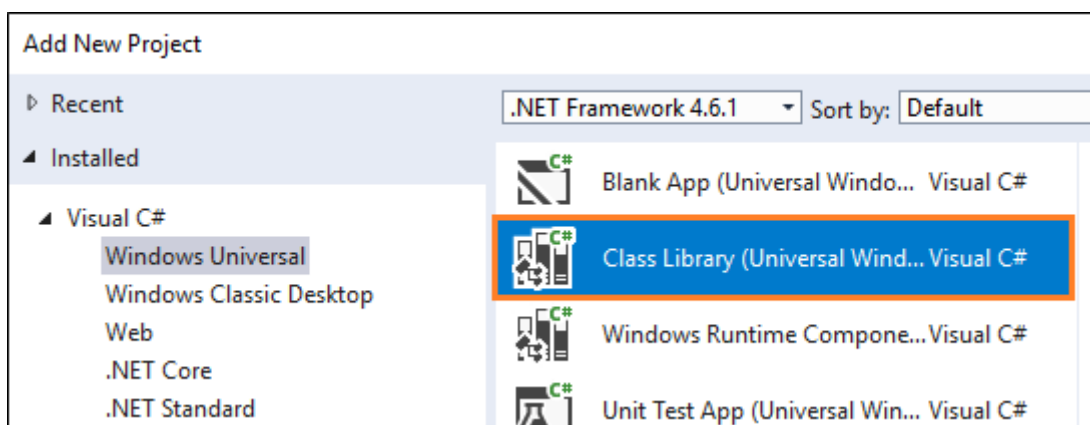 Add New Project
Recent
Installed
Visual C#
Windows Universal
Windows Classic Desktop
Web
.NET Core
.NET Standard
.NET Framework 4.6.1 Sort by: Default
C# Blank App (Universal Windo... Visual C#
C# Class Library (Universal Wind... Visual C#
C# Windows Runtime Compone... Visual C#
C# Unit Test App (Universal Win... Visual C#